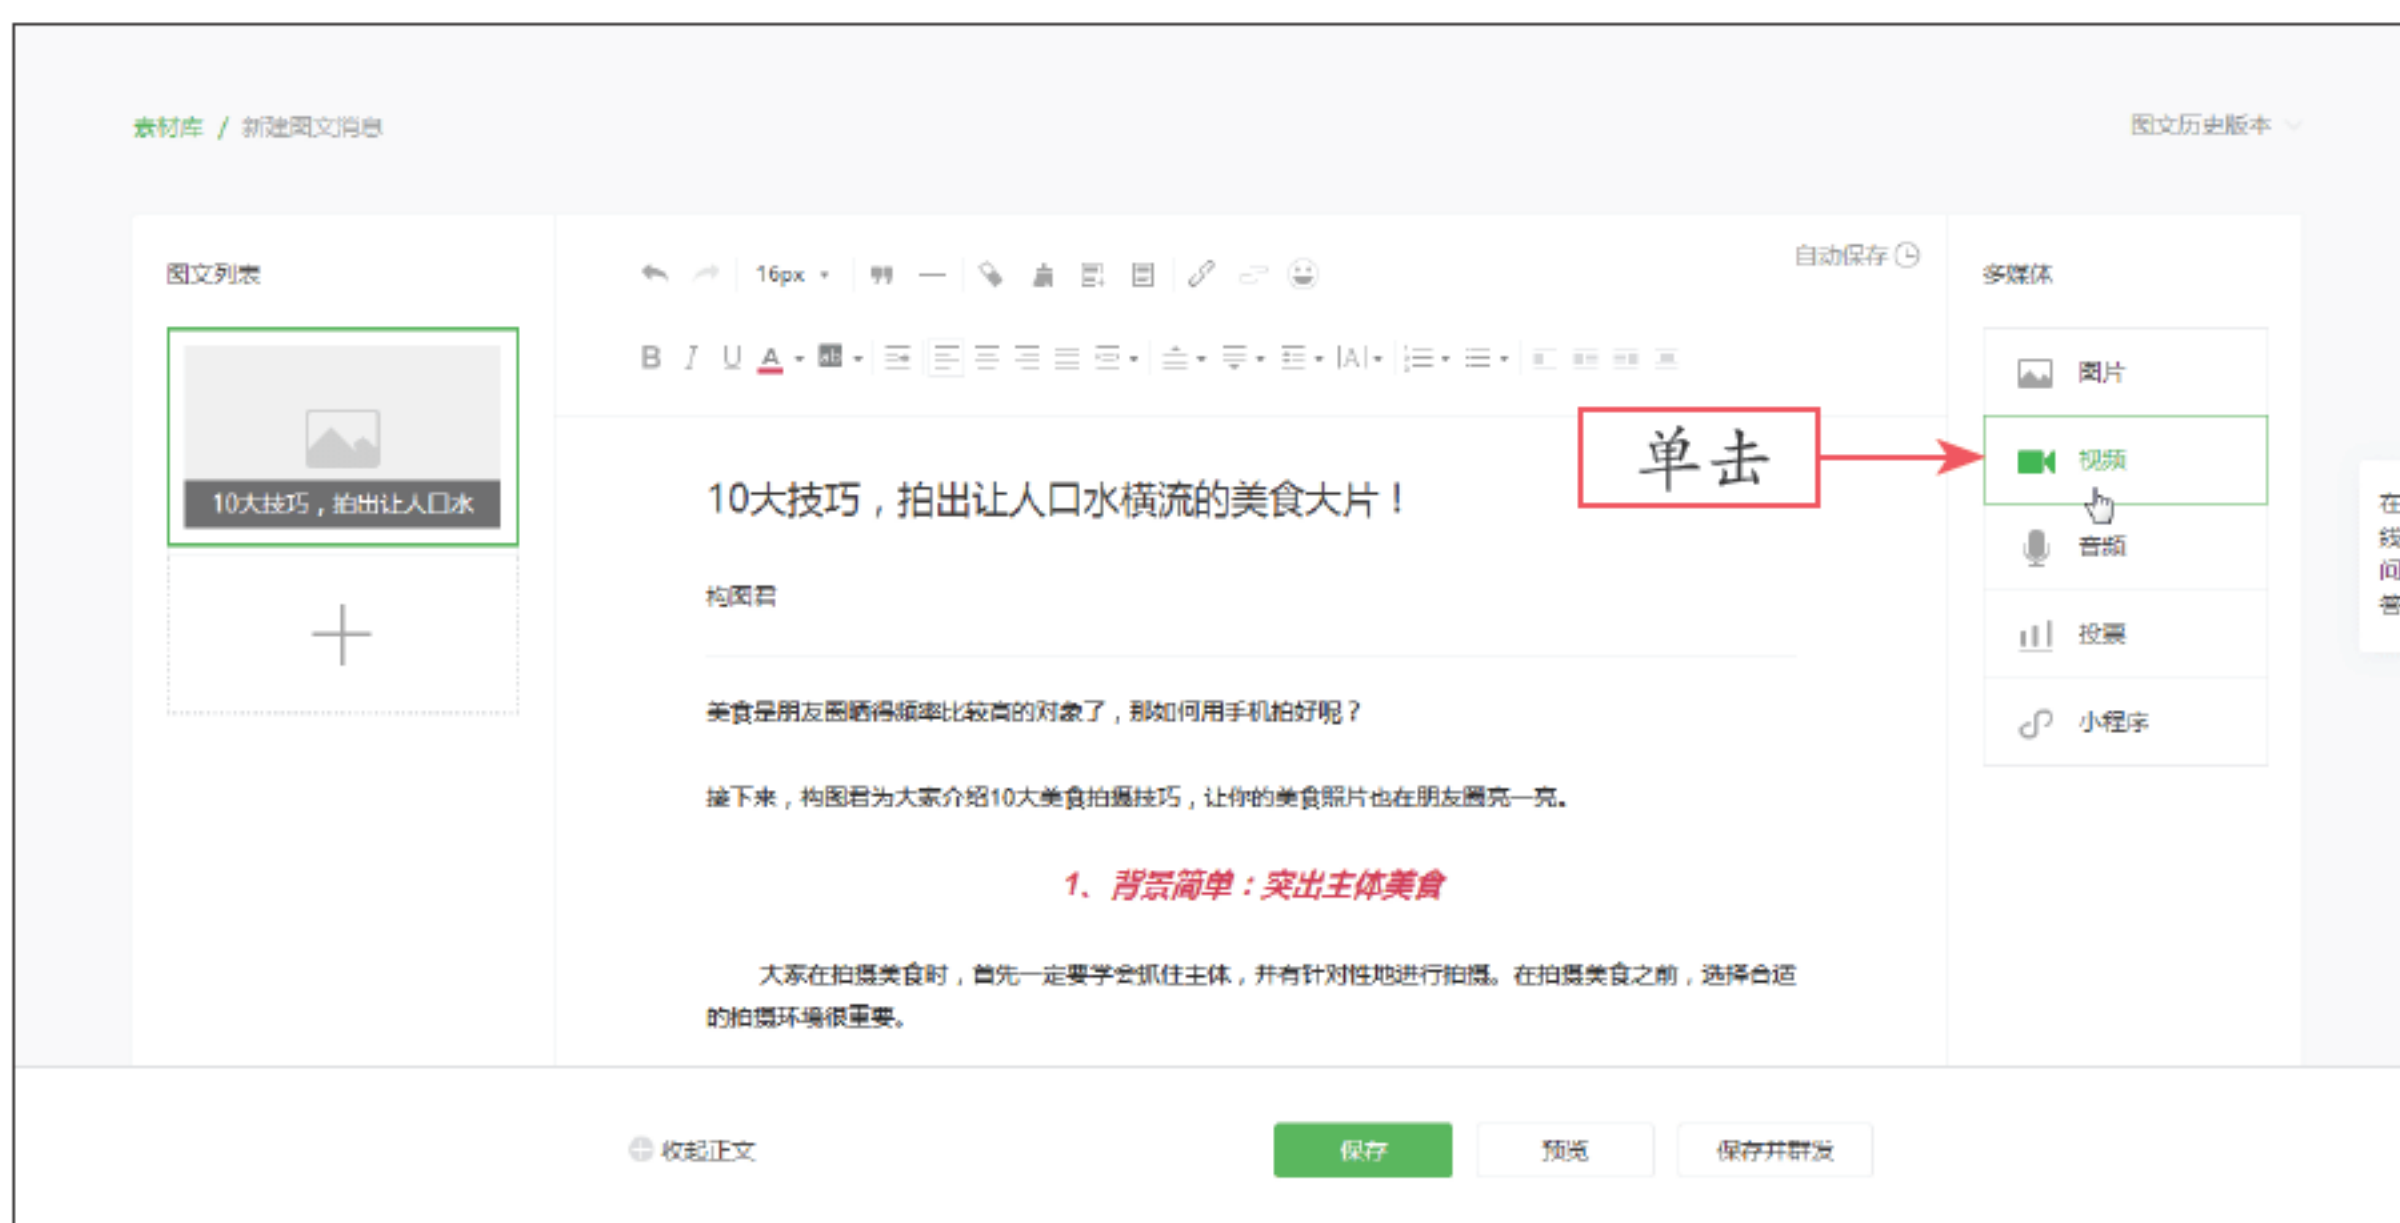 素材库 / 新建图文消息
图文历史版本
图文列表
10大技巧，拍出让人口水
16px
自动保存
B I U A ab |A|
10大技巧，拍出让人口水横流的美食大片！
构图君
美食是朋友圈晒得频率比较高的对象了，那如何用手机拍好呢？
接下来，构图君为大家介绍10大美食拍摄技巧，让你的美食照片也在朋友圈亮一亮。
1、背景简单：突出主体美食
大家在拍摄美食时，首先一定要学会抓住主体，并有针对性地进行拍摄。在拍摄美食之前，选择合适
的拍摄环境很重要。
单击
多媒体
图片
视频
音频
投票
小程序
在
线
问
答
收起正文
保存
预览
保存并群发